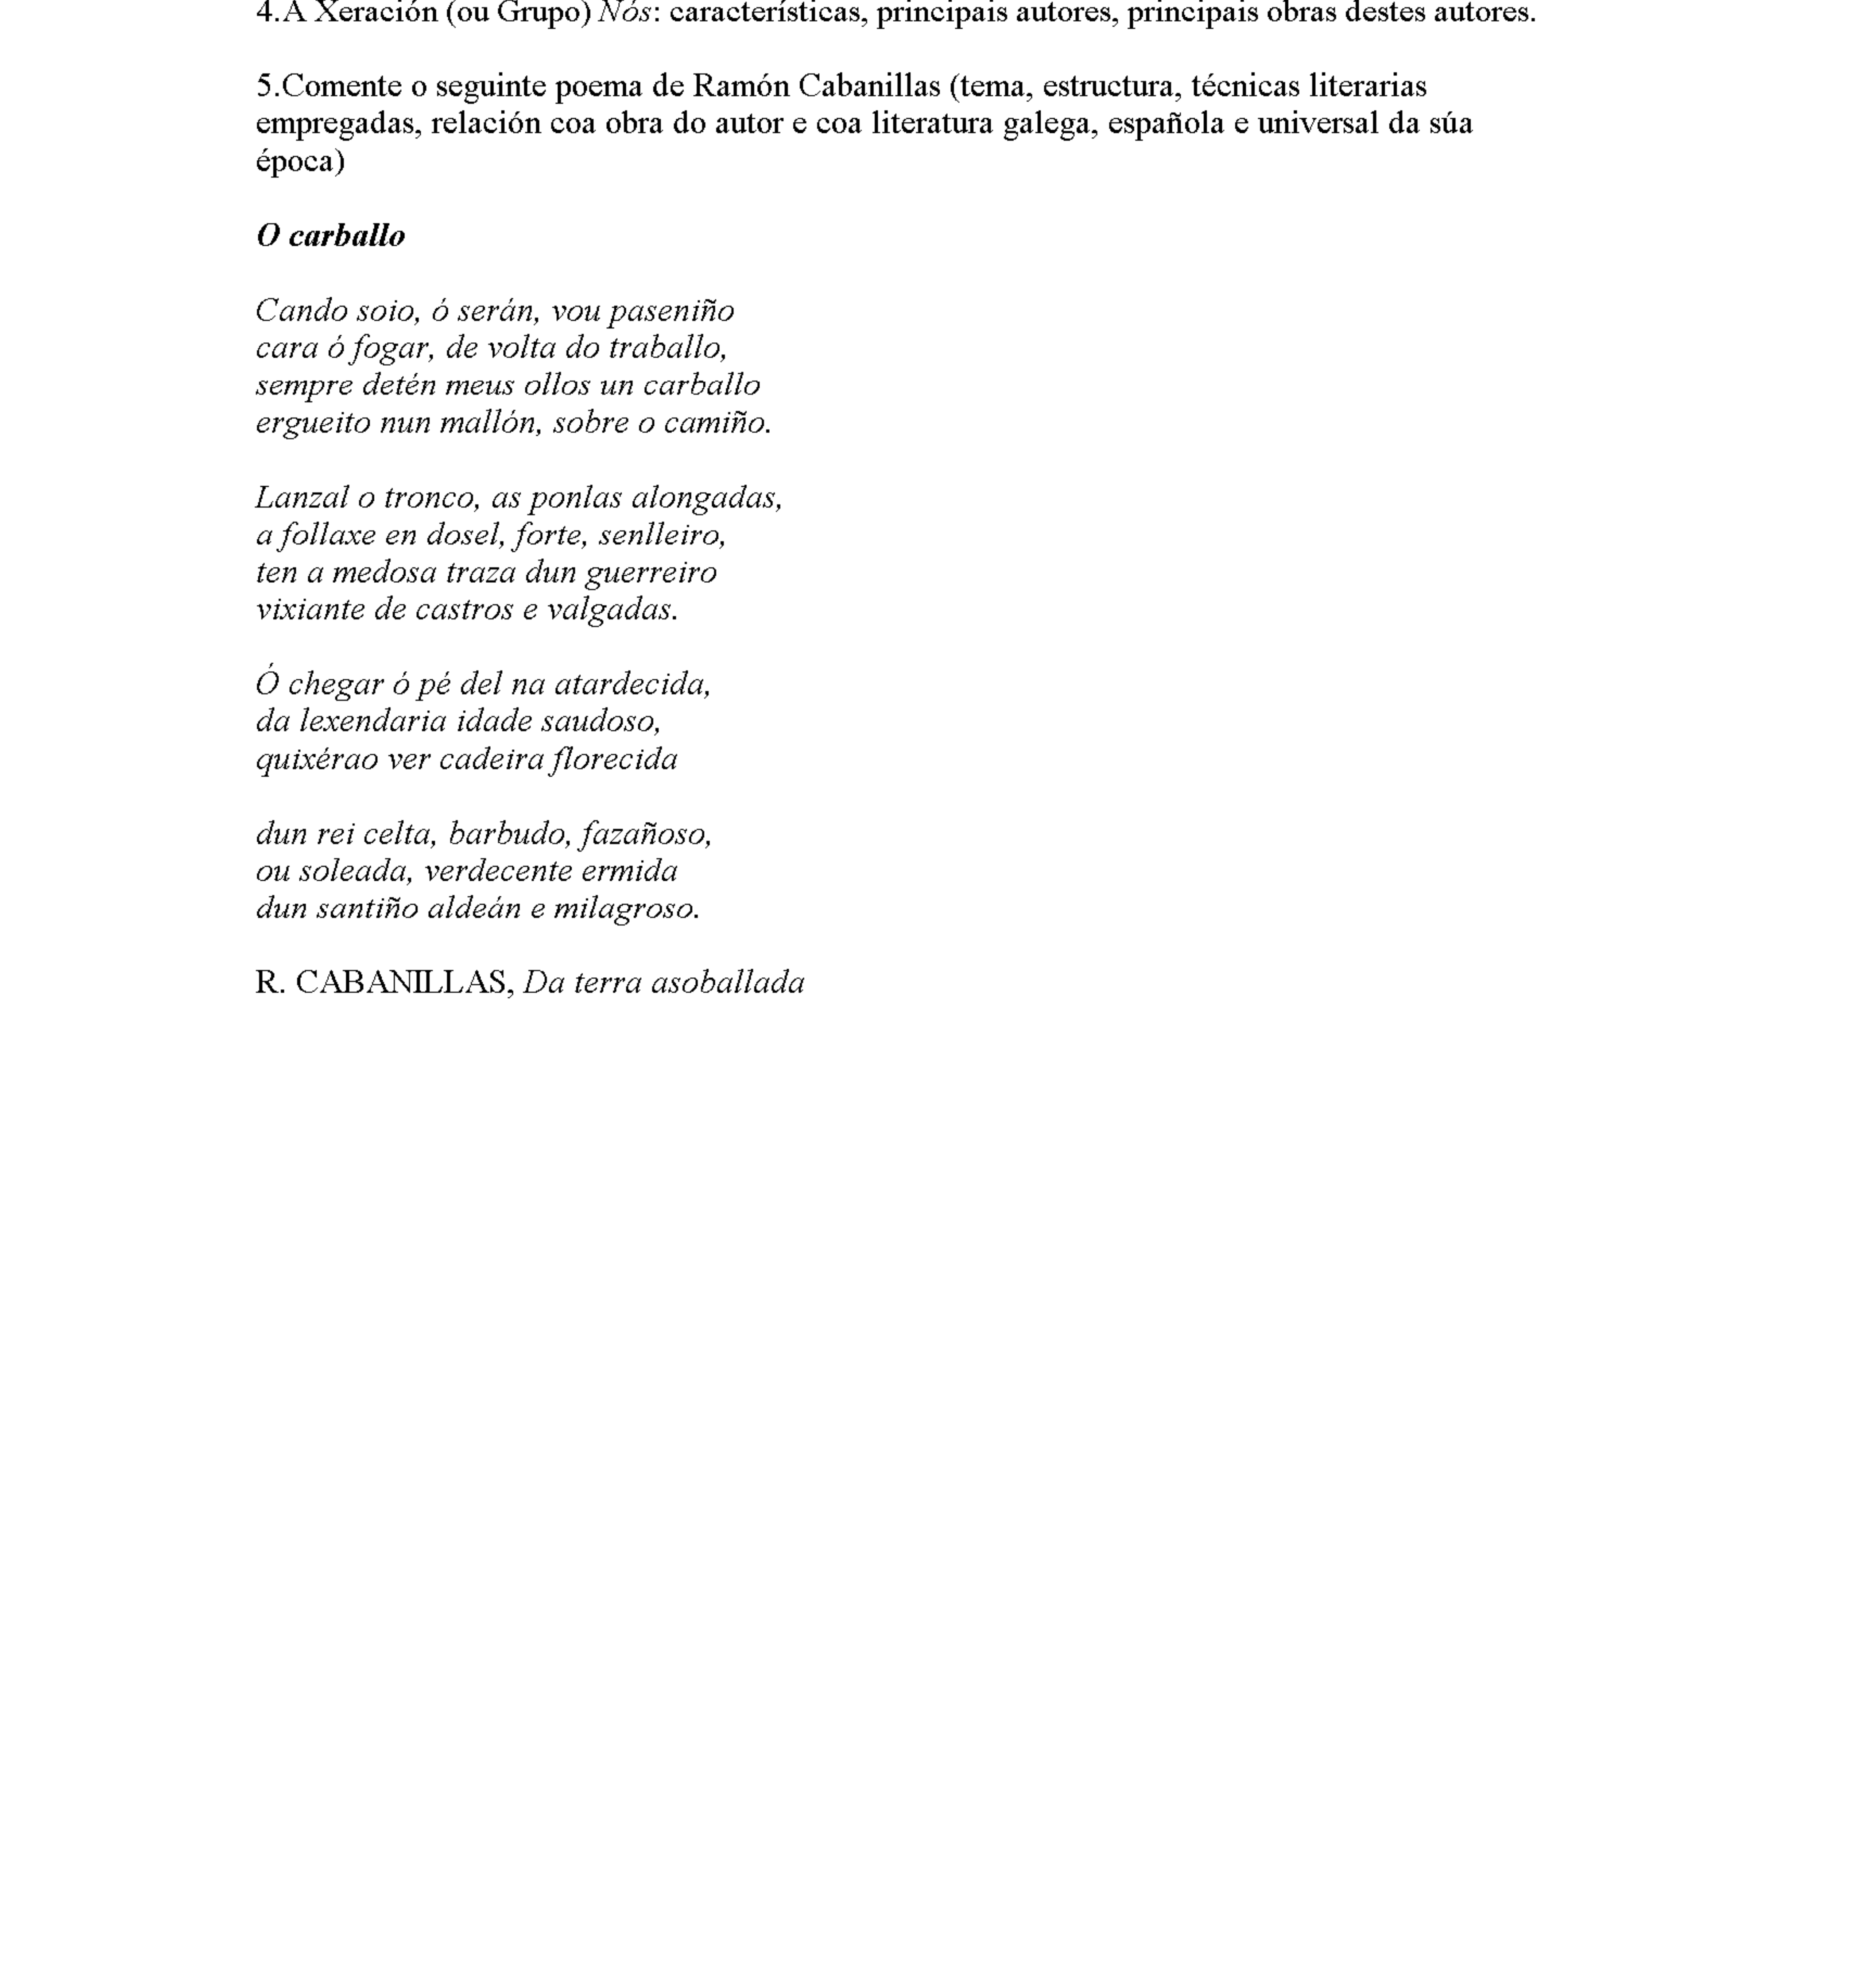 4.A Xeración (ou Grupo) Nós: características, principais autores, principais obras destes autores.
5.Comente o seguinte poema de Ramón Cabanillas (tema, estructura, técnicas literarias
empregadas, relación coa obra do autor e coa literatura galega, española e universal da súa
época)
O carballo
Cando soio, ó serán, vou paseniño
cara ó fogar, de volta do traballo,
sempre detén meus ollos un carballo
ergueito nun mallón, sobre o camiño.
Lanzal o tronco, as ponlas alongadas,
a follaxe en dosel, forte, senlleiro,
ten a medosa traza dun guerreiro
vixiante de castros e valgadas.
Ó chegar ó pé del na atardecida,
da lexendaria idade saudoso,
quixérao ver cadeira florecida
dun rei celta, barbudo, fazañoso,
ou soleada, verdecente ermida
dun santiño aldeán e milagroso.
R. CABANILLAS, Da terra asoballada